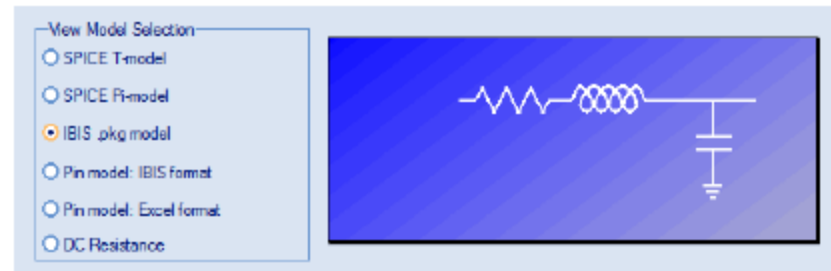 View Model Selection
SPICE T-model
SPICE Pi-model
IBIS .pkg model
Pin model: IBIS format
Pin model: Excel format
DC Resistance